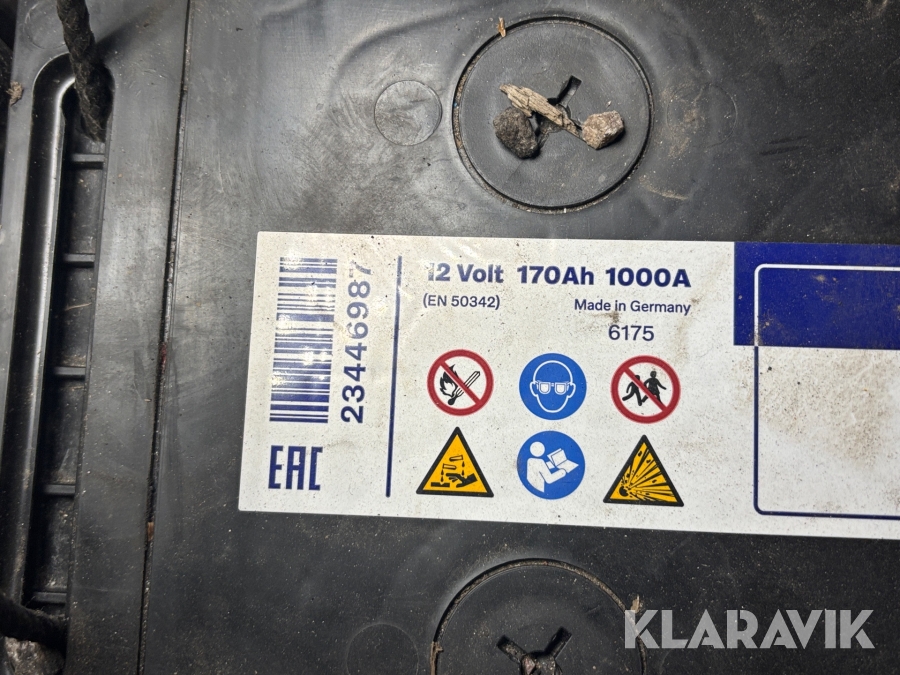 12 Volt 170Ah 1000A
(EN 50342) Made in Germany
6175
23446987
EAC
KLARAVIK